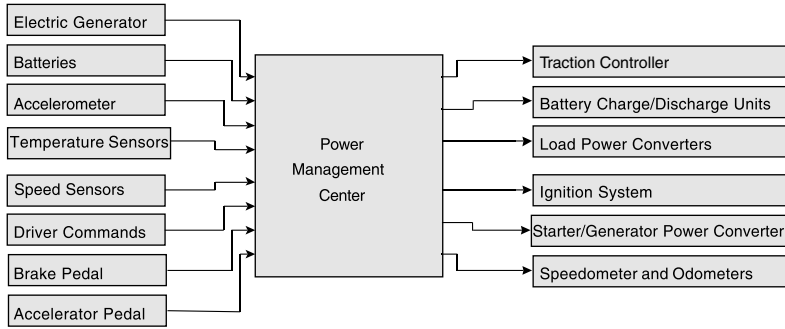 Electric Generator
Batteries
Accelerometer
Temperature Sensors
Speed Sensors
Driver Commands
Brake Pedal
Accelerator Pedal
Power
Management
Center
Traction Controller
Battery Charge/Discharge Units
Load Power Converters
Ignition System
Starter/Generator Power Converter
Speedometer and Odometers